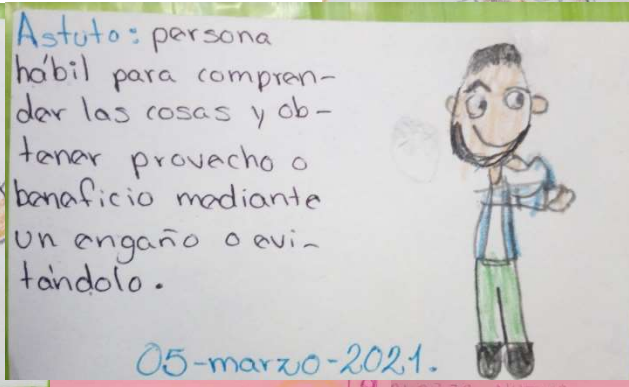 Astuto: persona
hábil para compren-
der las cosas y ob-
tener provecho o
beneficio mediante
un engaño o evi-
tándolo.
05-marzo-2021.